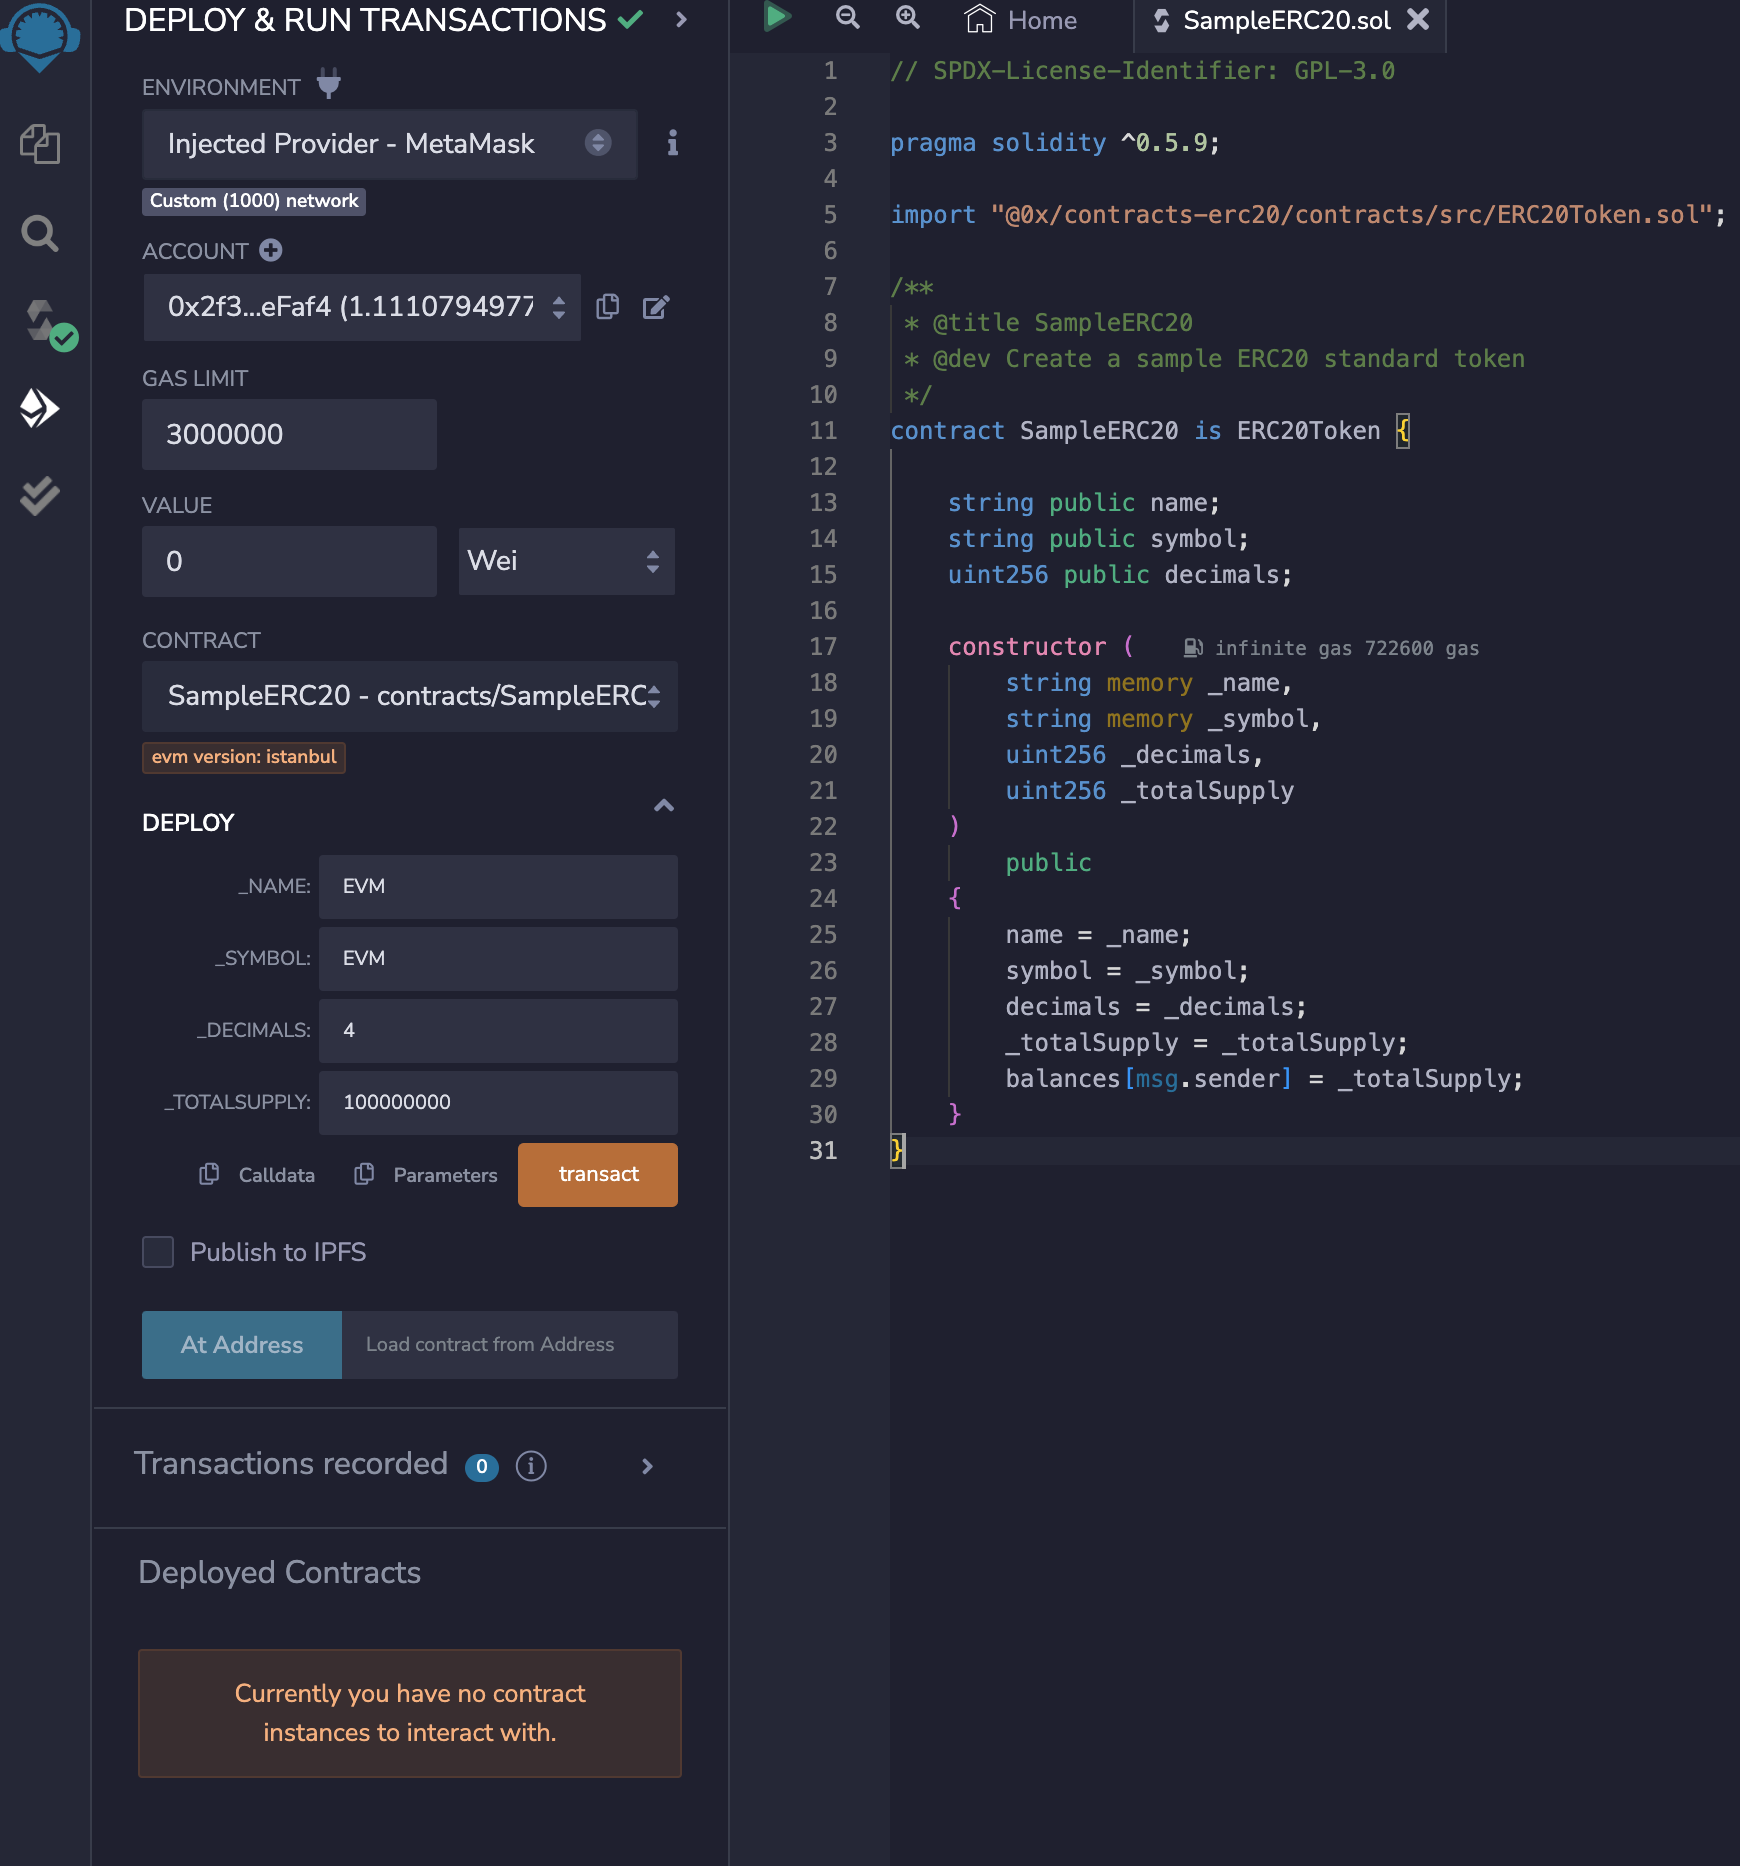 DEPLOY & RUN TRANSACTIONS
ENVIRONMENT
Injected Provider - MetaMask
Custom (1000) network
ACCOUNT
0x2f3...eFaf4 (1.1110794977
GAS LIMIT
3000000
VALUE
0
Wei
CONTRACT
SampleERC20 - contracts/SampleERC
evm version: istanbul
DEPLOY
_NAME: EVM
_SYMBOL: EVM
_DECIMALS: 4
_TOTALSUPPLY: 100000000
Calldata Parameters transact
Publish to IPFS
At Address Load contract from Address
Transactions recorded 0 i
Deployed Contracts
Currently you have no contract
instances to interact with.
Home SampleERC20.sol
1 // SPDX-License-Identifier: GPL-3.0
2
3 pragma solidity ^0.5.9;
4
5 import "@0x/contracts-erc20/contracts/src/ERC20Token.sol";
6
7 /**
8  * @title SampleERC20
9  * @dev Create a sample ERC20 standard token
10  */
11 contract SampleERC20 is ERC20Token {
12
13     string public name;
14     string public symbol;
15     uint256 public decimals;
16
17     constructor ( infinite gas 722600 gas
18         string memory _name,
19         string memory _symbol,
20         uint256 _decimals,
21         uint256 _totalSupply
22     )
23         public
24     {
25         name = _name;
26         symbol = _symbol;
27         decimals = _decimals;
28         _totalSupply = _totalSupply;
29         balances[msg.sender] = _totalSupply;
30     }
31 }